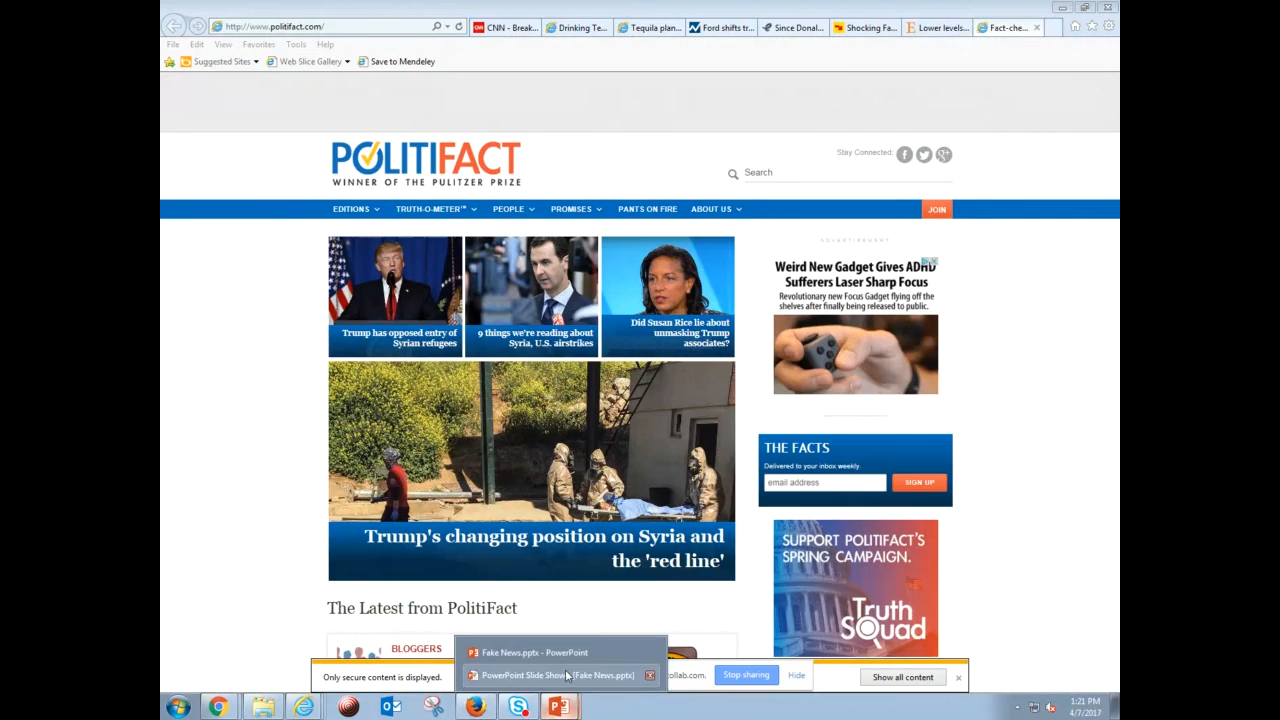 http://www.politifact.com/
CNN - Break...
Drinking Te...
Tequila plan...
Ford shifts tr...
Since Donal...
Shocking Fa...
Lower levels...
Fact-che...
File Edit View Favorites Tools Help
Suggested Sites
Web Slice Gallery
Save to Mendeley
POLITIFACT
WINNER OF THE PULITZER PRIZE
Stay Connected:
Search
EDITIONS TRUTH-O-METER™ PEOPLE PROMISES PANTS ON FIRE ABOUT US JOIN
Trump has opposed entry of
Syrian refugees
9 things we're reading about
Syria, U.S. airstrikes
Did Susan Rice lie about
unmasking Trump
associates?
Trump's changing position on Syria and
the 'red line'
ADVERTISEMENT
Weird New Gadget Gives ADHD
Sufferers Laser Sharp Focus
Revolutionary new Focus Gadget flying off the
shelves after finally being released to public.
THE FACTS
Delivered to your inbox weekly.
email address
SIGN UP
SUPPORT POLITIFACT'S
SPRING CAMPAIGN.
Truth
SQuAD
The Latest from PolitiFact
BLOGGERS
Fake News.pptx - PowerPoint
PowerPoint Slide Show [Fake News.pptx]
Only secure content is displayed.
ollab.com.
Stop sharing
Hide
Show all content
1:21 PM
4/7/2017